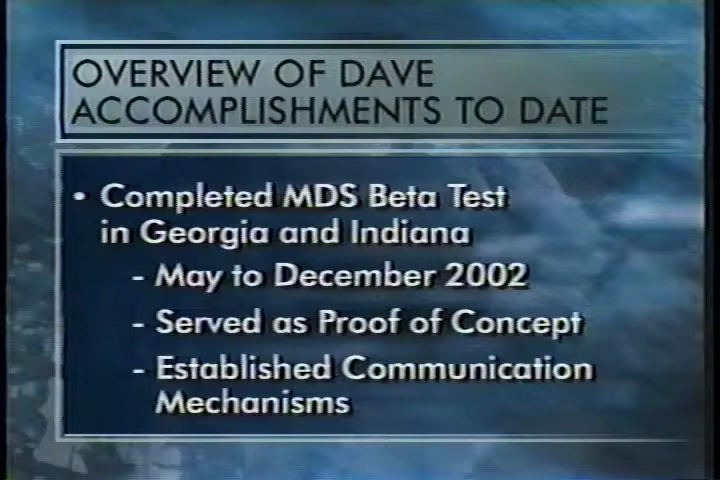 OVERVIEW OF DAVE
ACCOMPLISHMENTS TO DATE
• Completed MDS Beta Test
in Georgia and Indiana
- May to December 2002
- Served as Proof of Concept
- Established Communication
Mechanisms